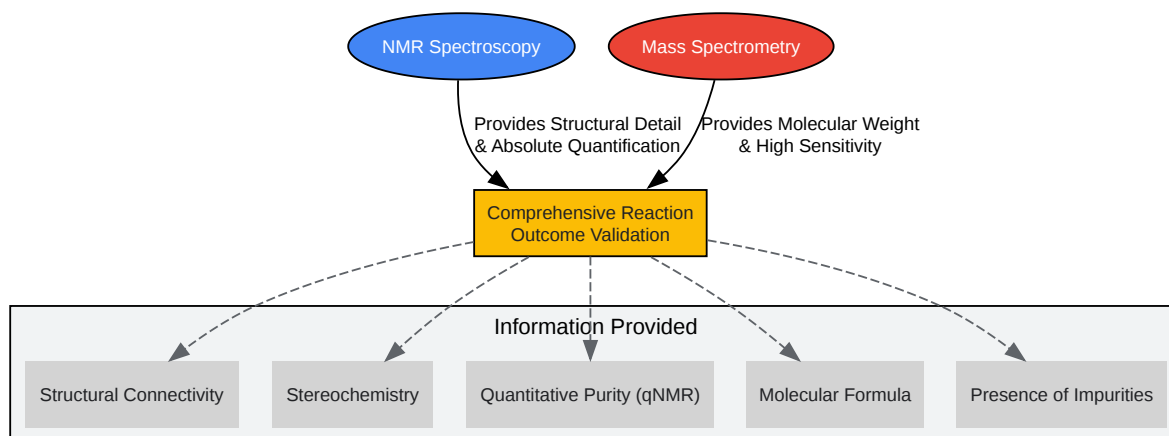 NMR Spectroscopy
Mass Spectrometry
Provides Structural Detail
& Absolute Quantification
Provides Molecular Weight
& High Sensitivity
Comprehensive Reaction
Outcome Validation
Information Provided
Structural Connectivity
Stereochemistry
Quantitative Purity (qNMR)
Molecular Formula
Presence of Impurities